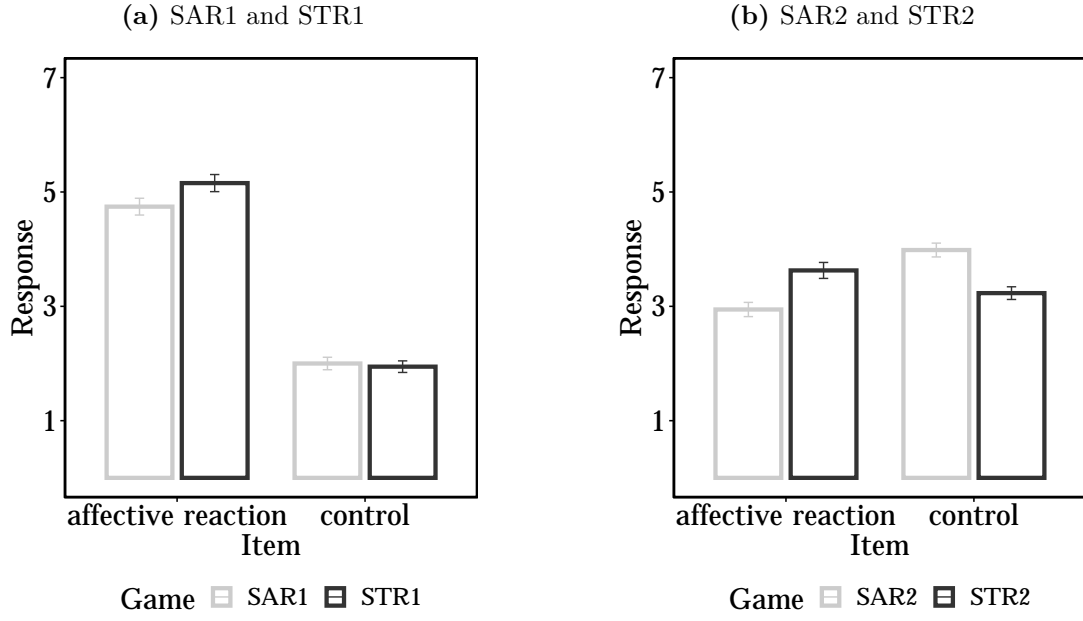 (a) SAR1 and STR1
7
5
3
1
Response
affective reaction control
Item
Game SAR1 STR1
(b) SAR2 and STR2
7
5
3
1
Response
affective reaction control
Item
Game SAR2 STR2